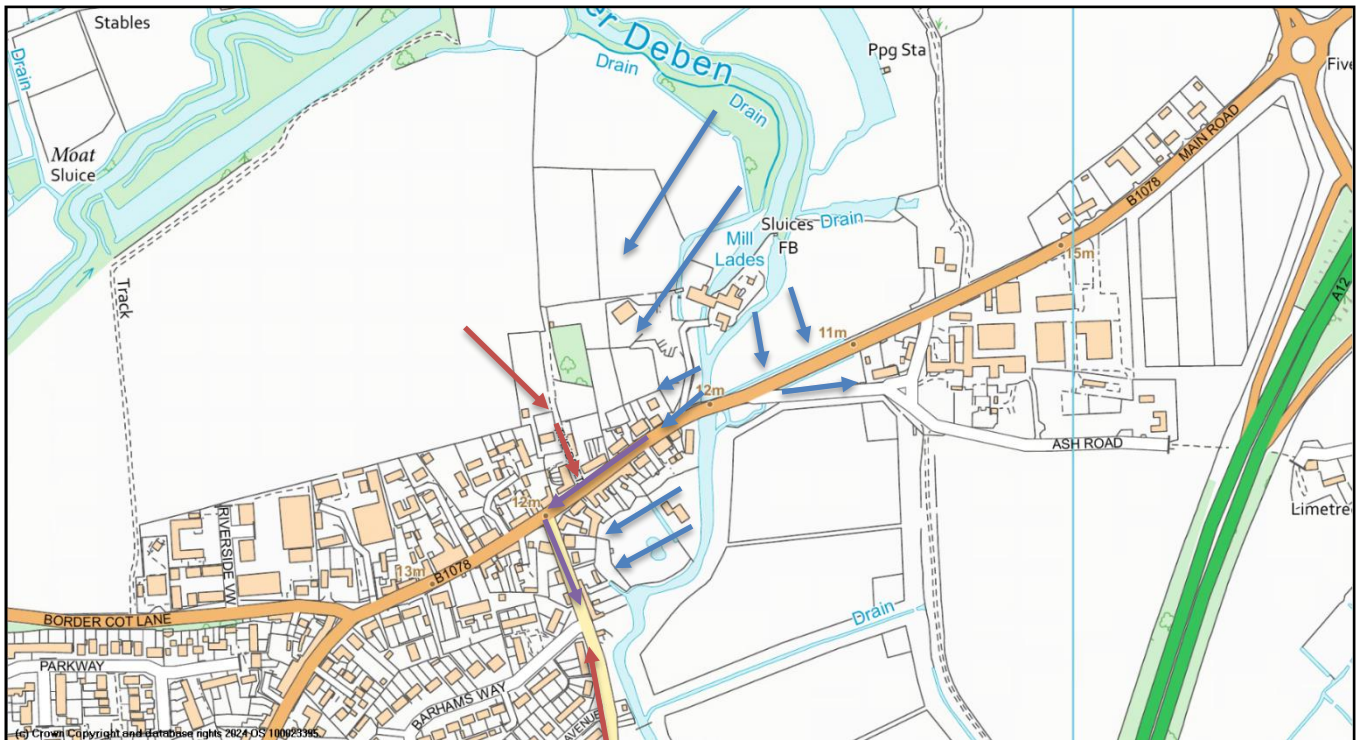 Stables
Drain
Moat
Sluice
Track
er Deben
Drain
Drain
Ppg Sta
Five
MAIN ROAD
B1078
15m
A12
Sluices
FB
Drain
Mill
Lades
11m
12m
ASH ROAD
Limetre
12m
13m
B1078
RIVERSIDE
BORDER COT LANE
PARKWAY
BARHAMS WAY
AVENUE
Drain
(c) Crown Copyright and database rights 2024 OS 100023395